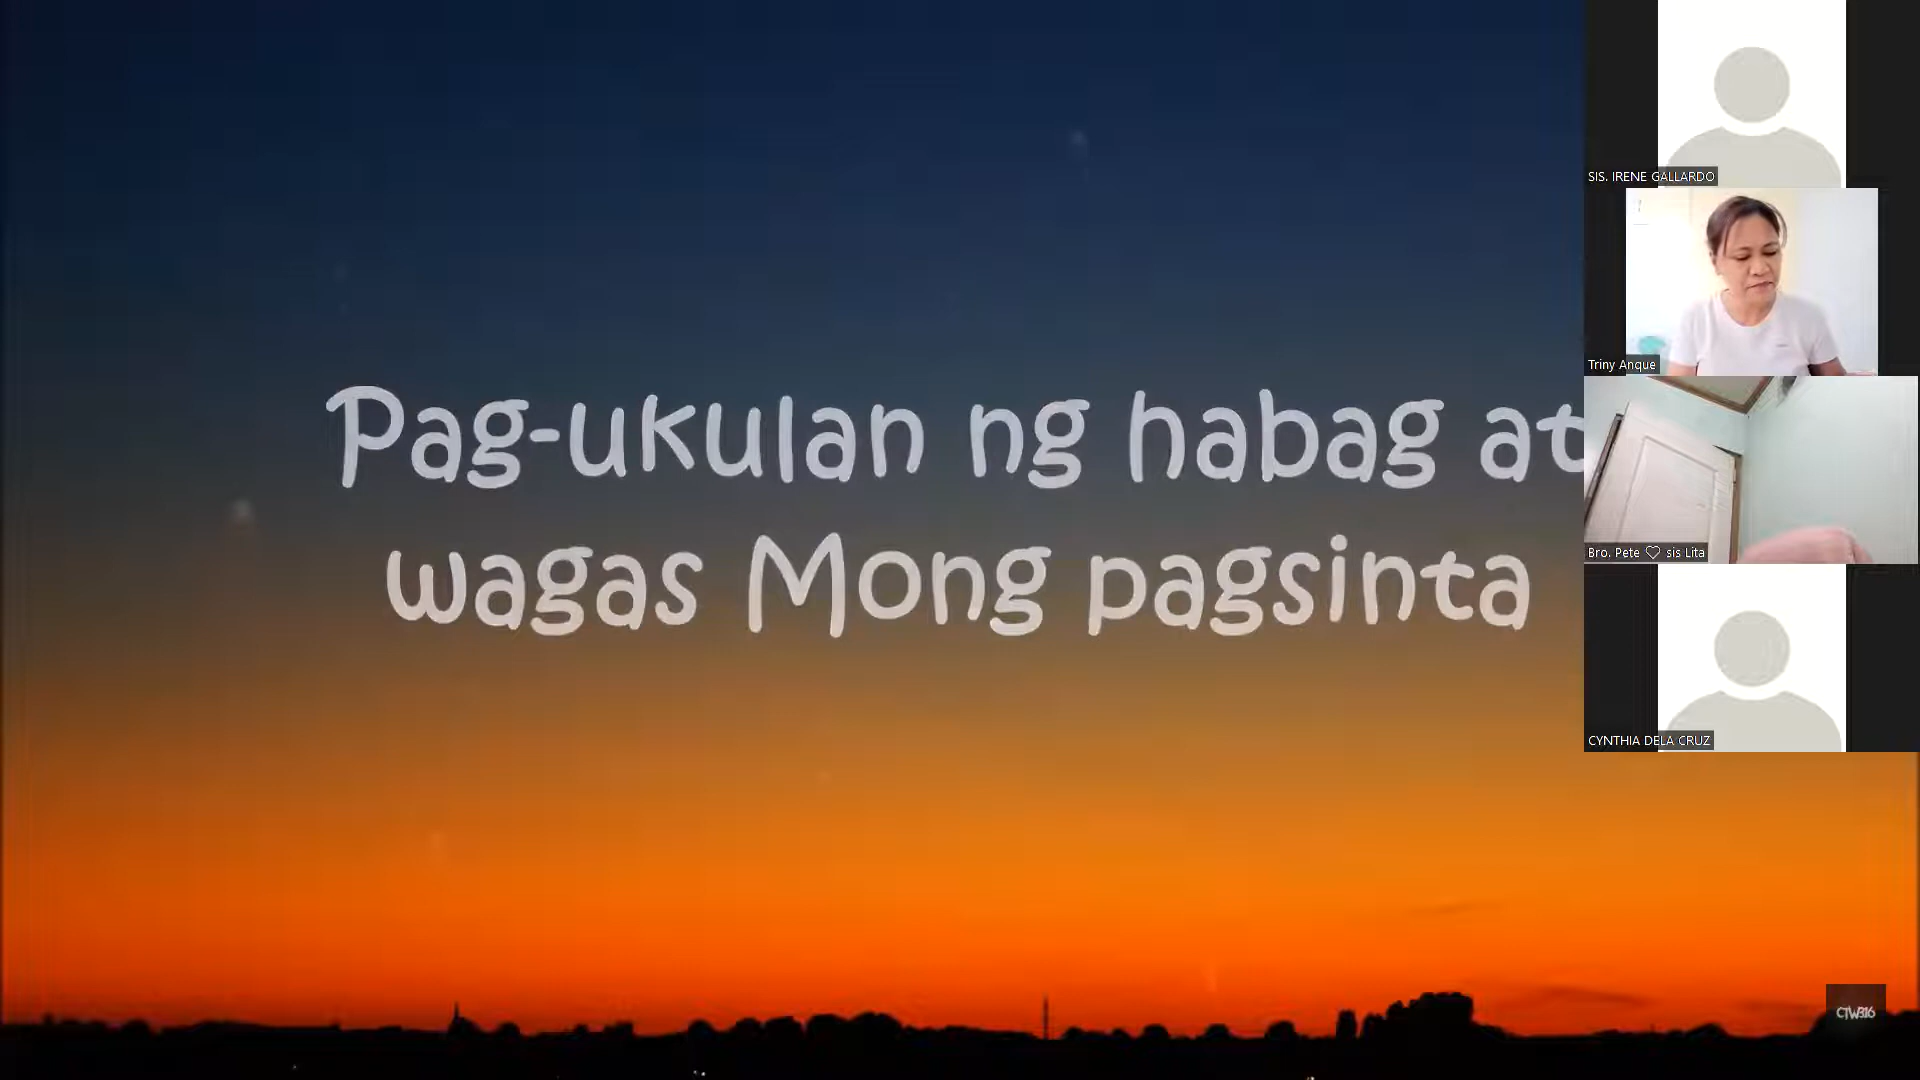 Pag-ukulan ng habag at
wagas Mong pagsinta
SIS. IRENE GALLARDO
Triny Anque
Bro. Pete ♡ sis Lita
CYNTHIA DELA CRUZ
CTW316